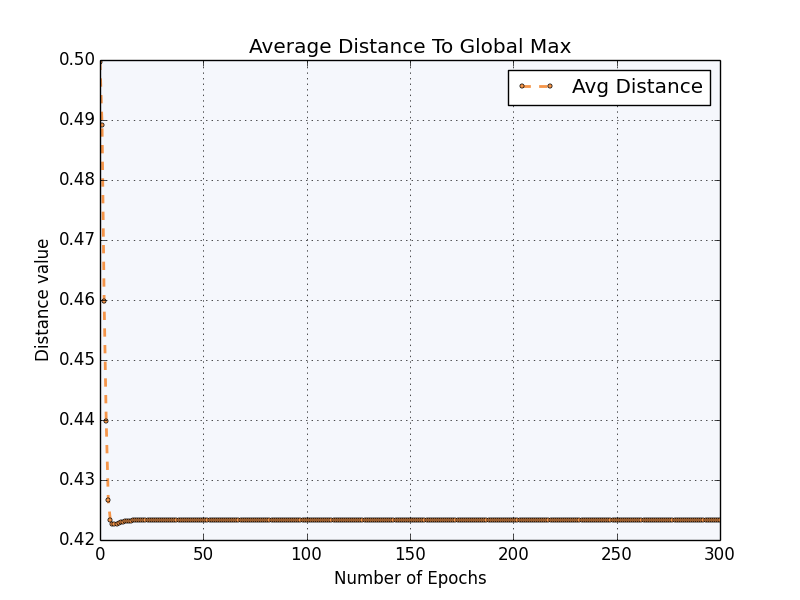 Average Distance To Global Max
Avg Distance
0.50
0.49
0.48
0.47
0.46
0.45
0.44
0.43
0.42
Distance value
0 50 100 150 200 250 300
Number of Epochs